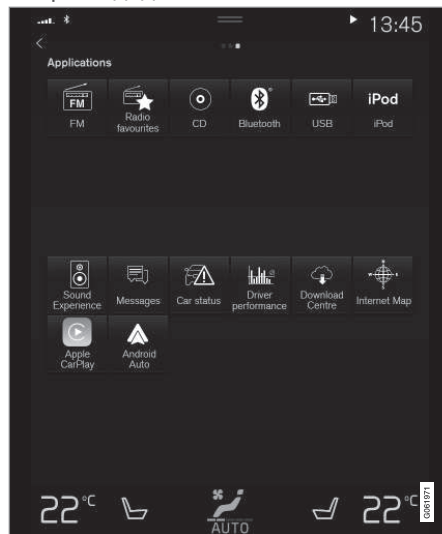 13:45
Applications
FM
FM
Radio
favourites
CD
Bluetooth
USB
iPod
iPod
Sound
Experience
Messages
Car status
Driver
performance
Download
Centre
Internet Map
Apple
CarPlay
Android
Auto
22°C
AUTO
22°C
G061971